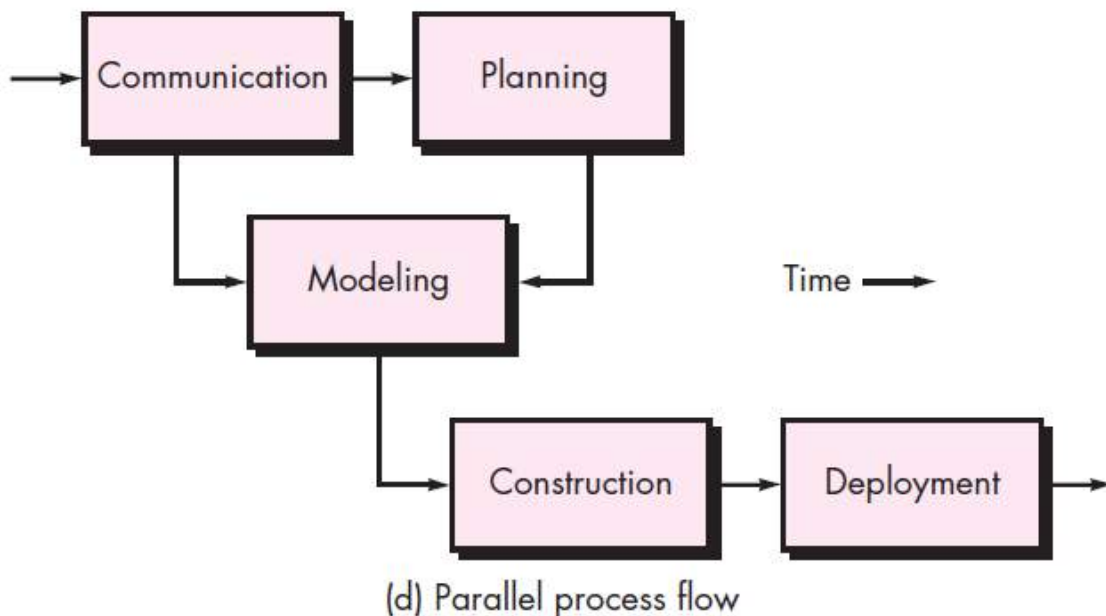 Communication
Planning
Modeling
Time
Construction
Deployment
(d) Parallel process flow